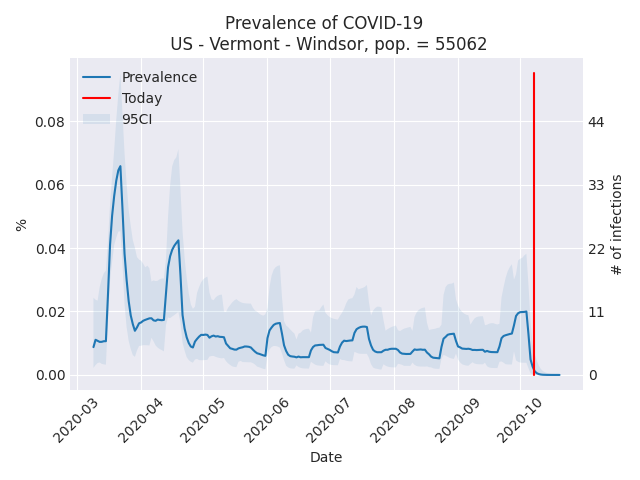 Prevalence of COVID-19
US - Vermont - Windsor, pop. = 55062
Prevalence
Today
95CI
0.08
0.06
0.04
0.02
0.00
%
44
33
22
11
0
# of infections
2020-03
2020-04
2020-05
2020-06
2020-07
2020-08
2020-09
2020-10
Date